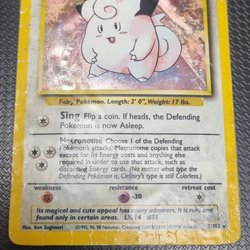 Fairy Pokémon. Length: 2' 0", Weight: 17 lbs.
Sing Flip a coin. If heads, the Defending
Pokémon is now Asleep.
Metronome Choose 1 of the Defending
Pokémon's attacks. Metronome copies that attack
except for its Energy costs and anything else
required in order to use that attack, such as
discarding Energy cards. (No matter what type the
Defending Pokémon is, Clefairy's type is still Colorless.)
weakness resistance retreat cost
-30
Its magical and cute appeal has many admirers. It is rare and
found only in certain areas. LV. 14 #35
Illus. Ken Sugimori